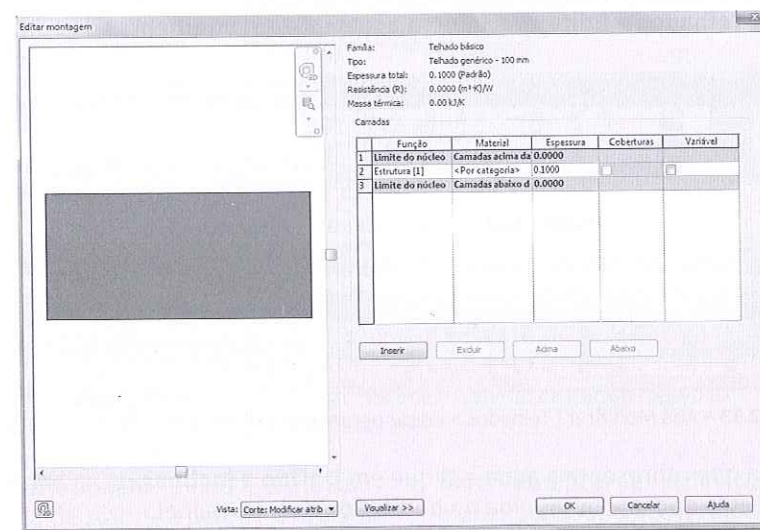 Editar montagem
Família: Telhado básico
Tipo: Telhado genérico - 100 mm
Espessura total: 0.1000 (Padrão)
Resistência (R): 0.0000 (m²·K)/W
Massa térmica: 0.00 kJ/K
Camadas
Função Material Espessura Coberturas Variável
1 Limite do núcleo Camadas acima da 0.0000
2 Estrutura [1] <Por categoria> 0.1000
3 Limite do núcleo Camadas abaixo d 0.0000
Inserir Excluir Acima Abaixo
Vista: Corte: Modificar atrib Visualizar >> OK Cancelar Ajuda